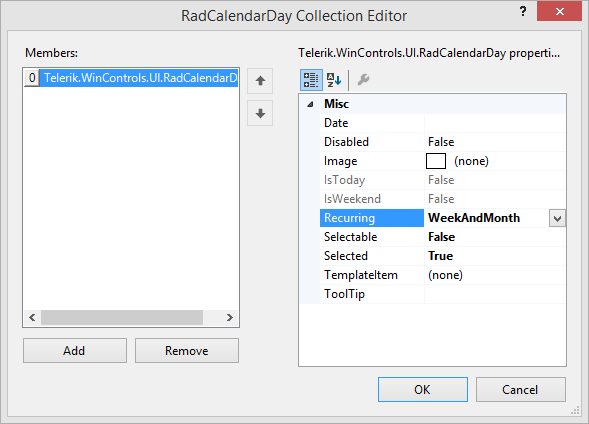 RadCalendarDay Collection Editor
?
Members:
0 Telerik.WinControls.UI.RadCalendarD
Add
Remove
Telerik.WinControls.UI.RadCalendarDay properti...
Misc
Date
Disabled False
Image (none)
IsToday False
IsWeekend False
Recurring WeekAndMonth
Selectable False
Selected True
TemplateItem (none)
ToolTip
OK
Cancel